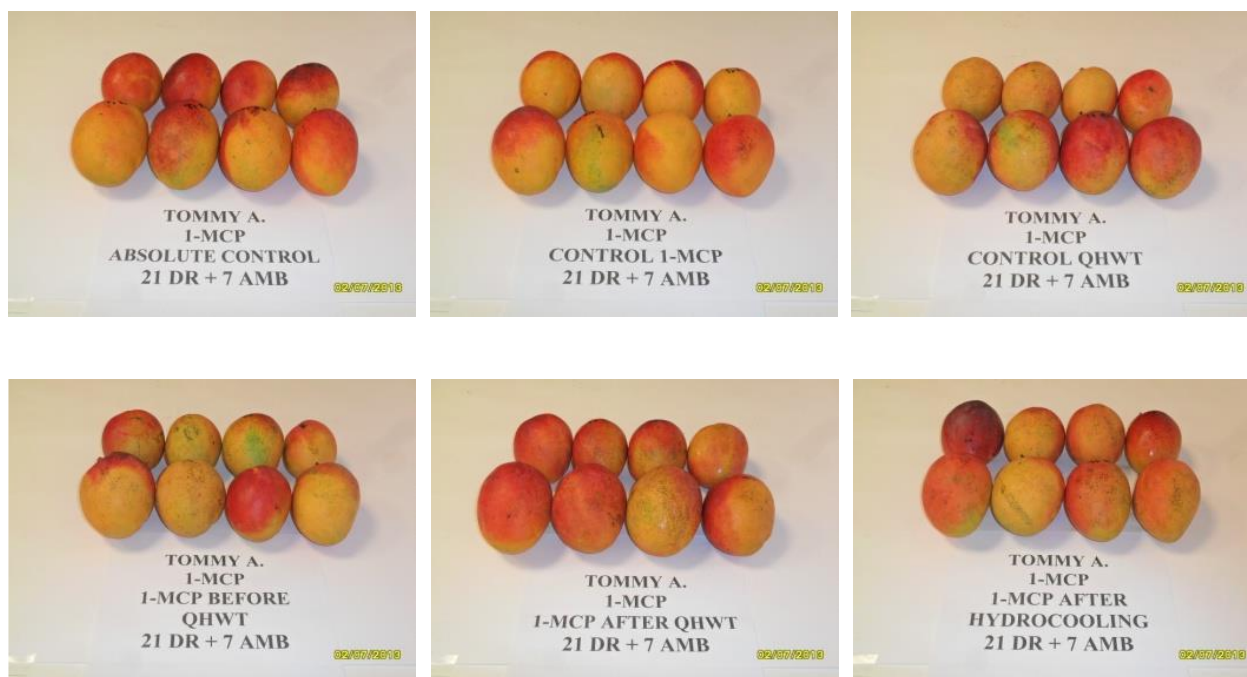 TOMMY A.
1-MCP
ABSOLUTE CONTROL
21 DR + 7 AMB
02/07/2013
TOMMY A.
1-MCP
CONTROL 1-MCP
21 DR + 7 AMB
02/07/2013
TOMMY A.
1-MCP
CONTROL QHWT
21 DR + 7 AMB
02/07/2013
TOMMY A.
1-MCP
1-MCP BEFORE
QHWT
21 DR + 7 AMB
02/07/2013
TOMMY A.
1-MCP
1-MCP AFTER QHWT
21 DR + 7 AMB
02/07/2013
TOMMY A.
1-MCP
1-MCP AFTER
HYDROCOOLING
21 DR + 7 AMB
02/07/2013